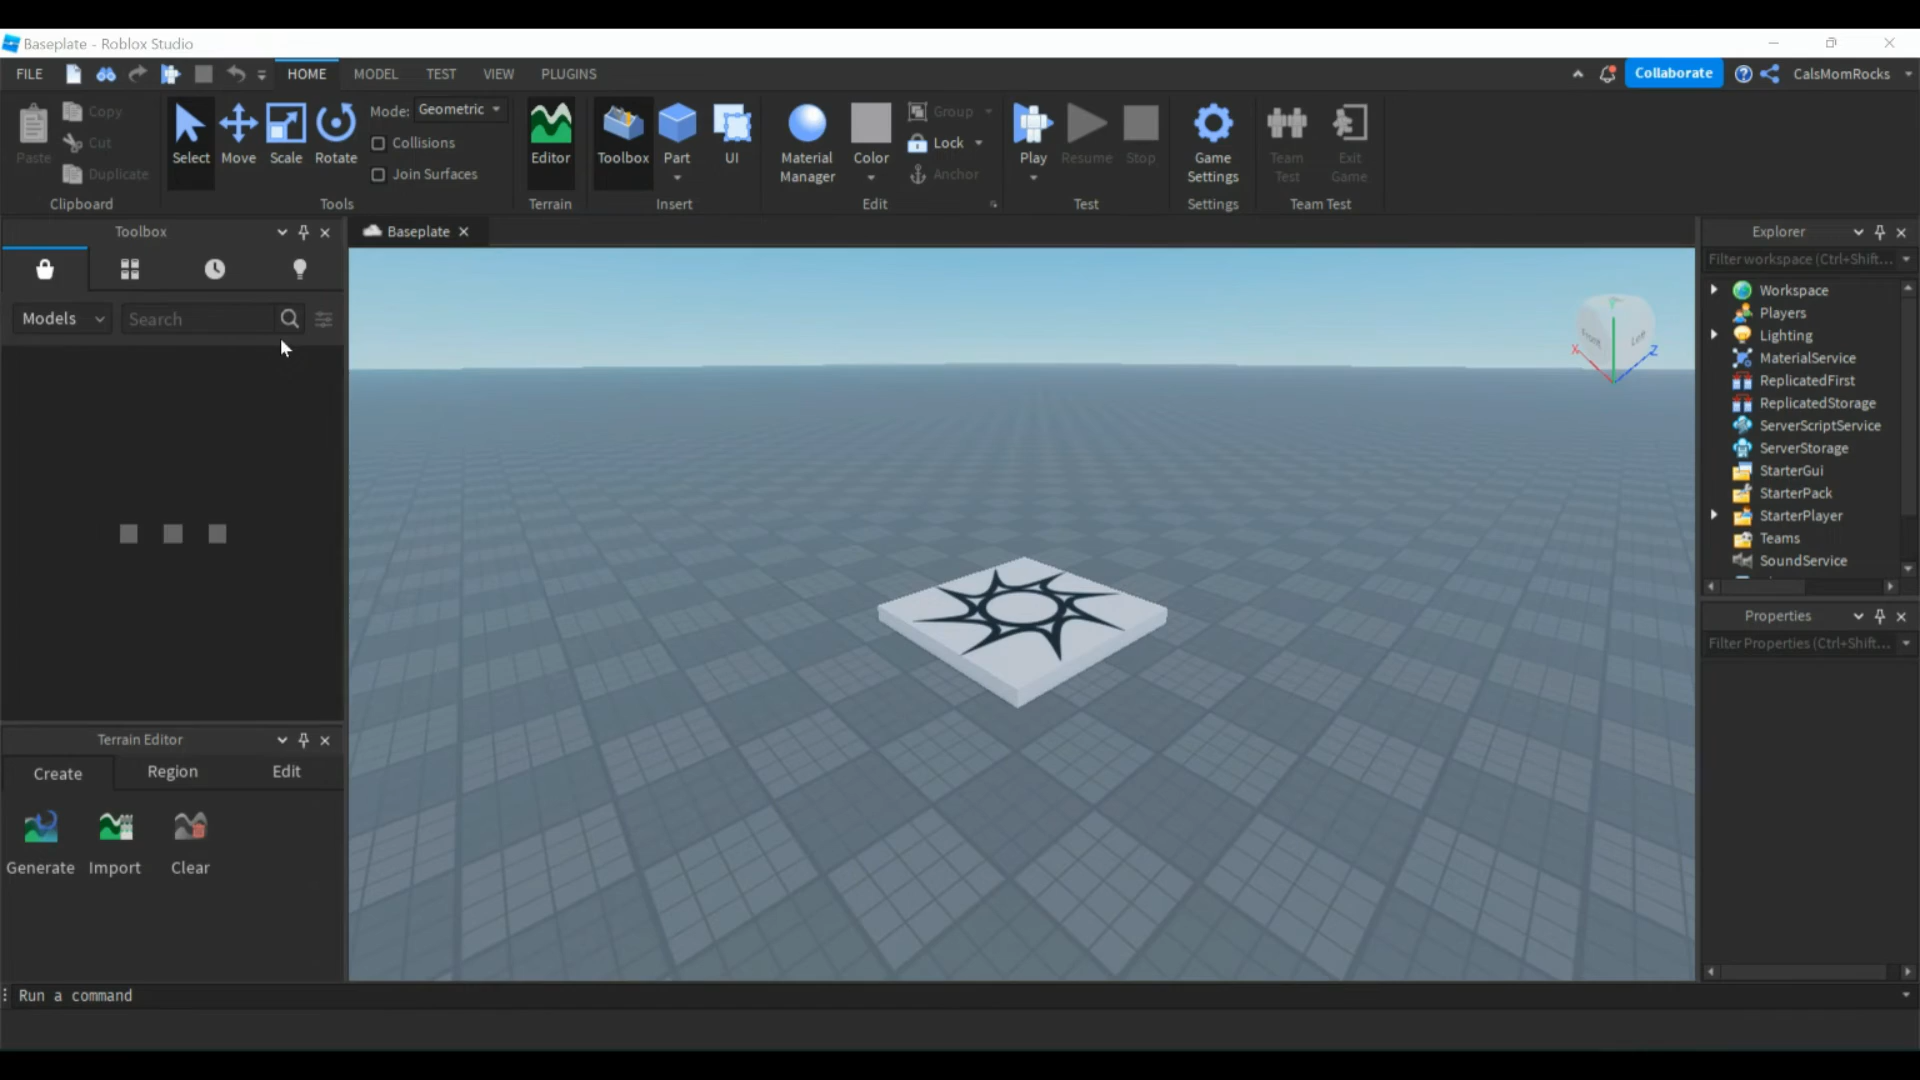 Baseplate - Roblox Studio
FILE HOME MODEL TEST VIEW PLUGINS Collaborate CalsMomRocks
Paste Copy Cut Duplicate Clipboard
Select Move Scale Rotate Mode: Geometric Collisions Join Surfaces Tools
Editor Terrain
Toolbox Part UI Insert
Material Manager Color Group Lock Anchor Edit
Play Resume Stop Test
Game Settings Settings
Team Test Exit Game Team Test
Toolbox
Models Search
Terrain Editor
Create Region Edit
Generate Import Clear
Baseplate
Front Left
Y
X Z
Explorer
Filter workspace (Ctrl+Shift...
Workspace
Players
Lighting
MaterialService
ReplicatedFirst
ReplicatedStorage
ServerScriptService
ServerStorage
StarterGui
StarterPack
StarterPlayer
Teams
SoundService
Properties
Filter Properties (Ctrl+Shift...
Run a command